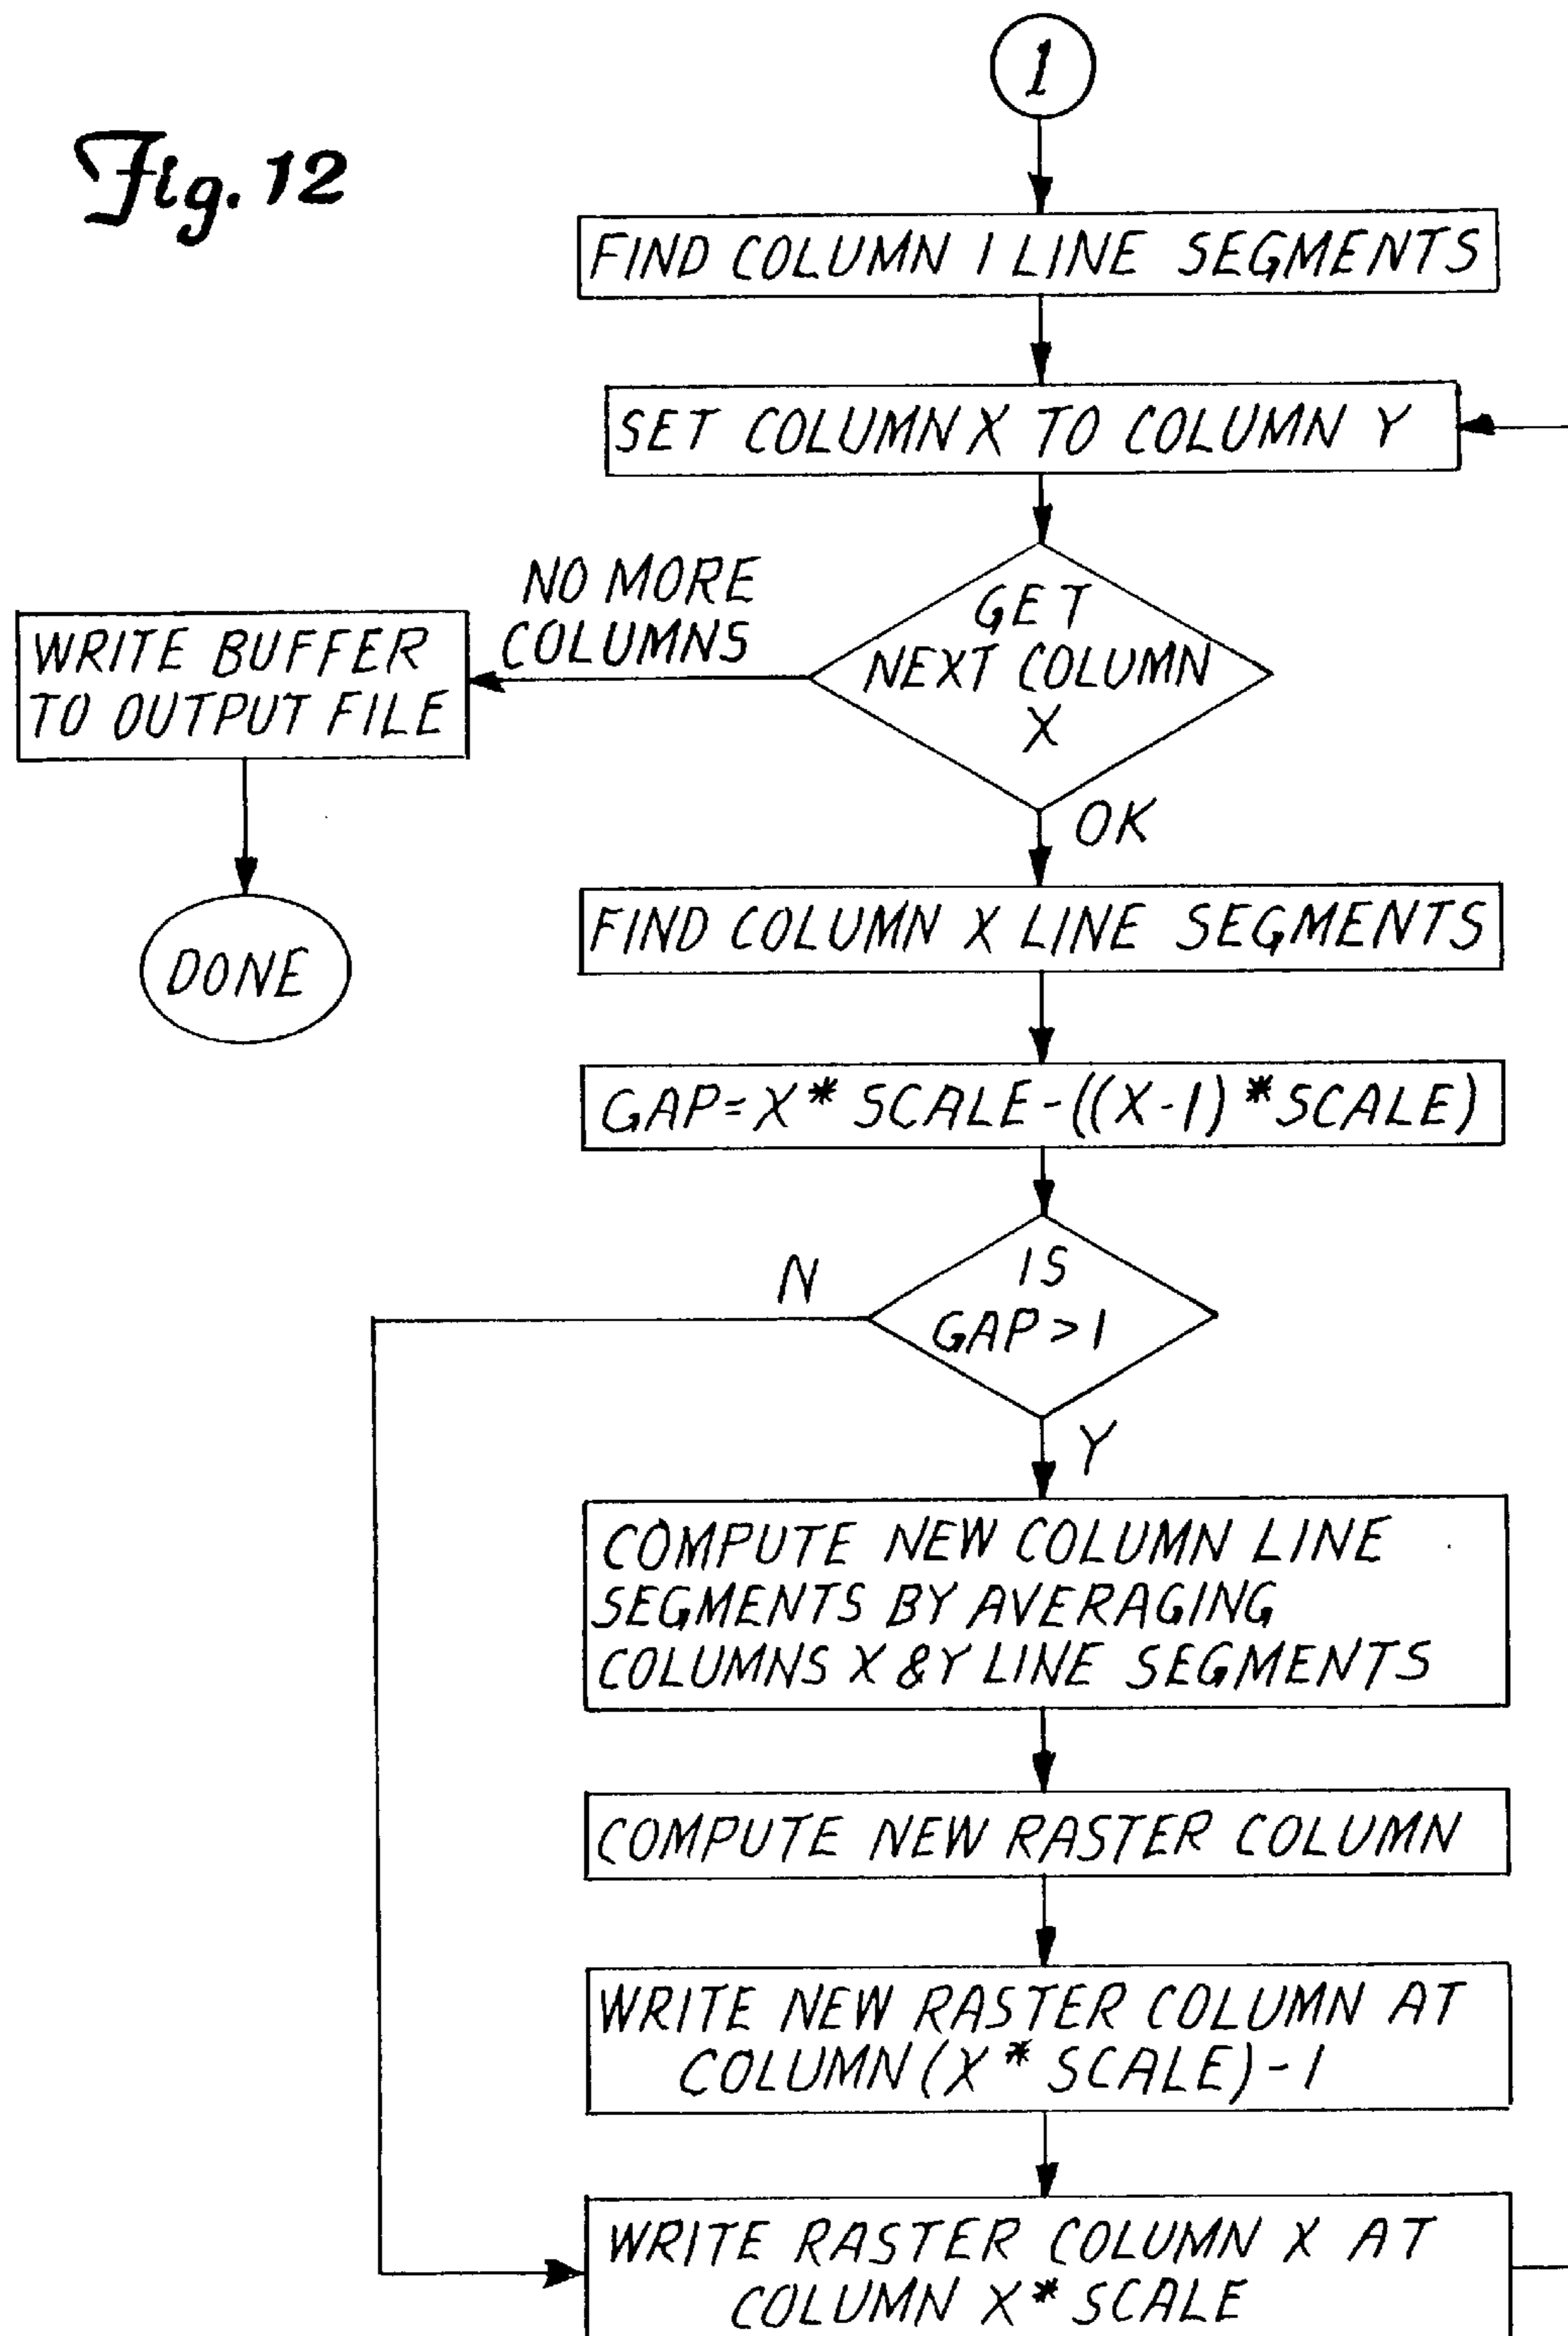 Fig. 12
1
FIND COLUMN 1 LINE SEGMENTS
SET COLUMN X TO COLUMN Y
GET
NEXT COLUMN
X
NO MORE
COLUMNS
WRITE BUFFER
TO OUTPUT FILE
DONE
OK
FIND COLUMN X LINE SEGMENTS
GAP=X* SCALE-((X-1)*SCALE)
IS
GAP>1
N
Y
COMPUTE NEW COLUMN LINE
SEGMENTS BY AVERAGING
COLUMNS X &Y LINE SEGMENTS
COMPUTE NEW RASTER COLUMN
WRITE NEW RASTER COLUMN AT
COLUMN(X* SCALE)-1
WRITE RASTER COLUMN X AT
COLUMN X* SCALE